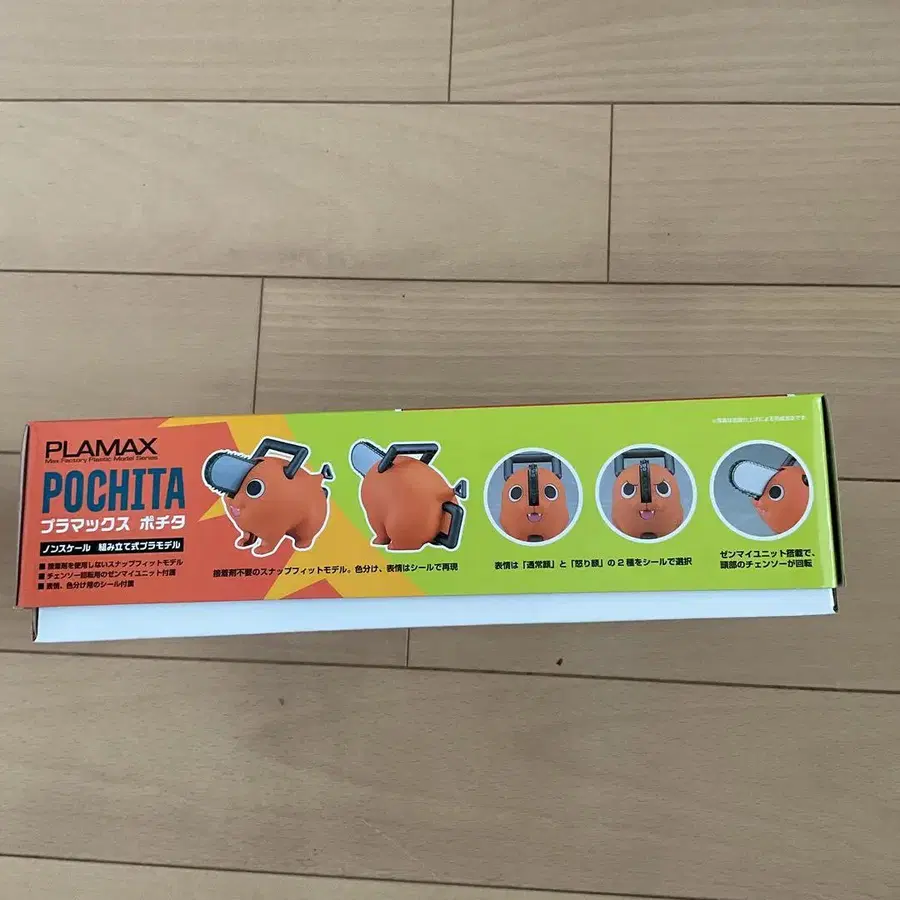 PLAMAX
Max Factory Plastic Model Series
POCHITA
プラマックス ポチタ
ノンスケール 組み立て式プラモデル
■ 接着剤を使用しないスナップフィットモデル
■ チェンソー回転用のゼンマイユニット付属
■ 表情、色分け用のシール付属
接着剤不要のスナップフィットモデル。色分け、表情はシールで再現
表情は「通常顔」と「怒り顔」の2種をシールで選択
ゼンマイユニット搭載で、
頭部のチェンソーが回転